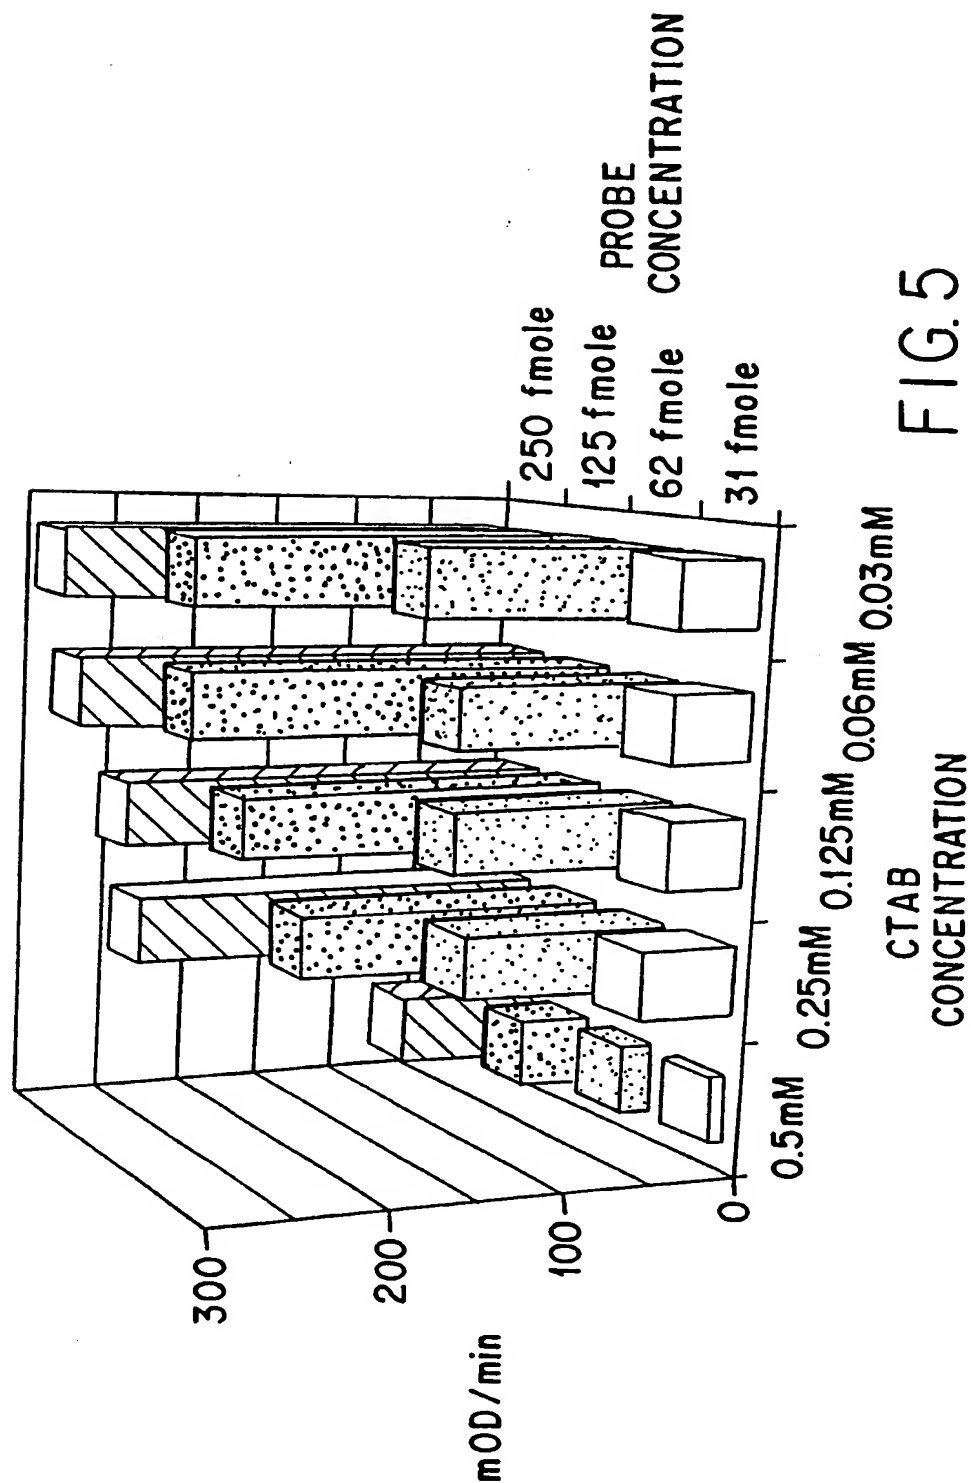 mOD/min
300
200
100
0
0.5mM
0.25mM
0.125mM
0.06mM
0.03mM
CTAB
CONCENTRATION
250 fmole
125 fmole
62 fmole
31 fmole
PROBE
CONCENTRATION
FIG. 5